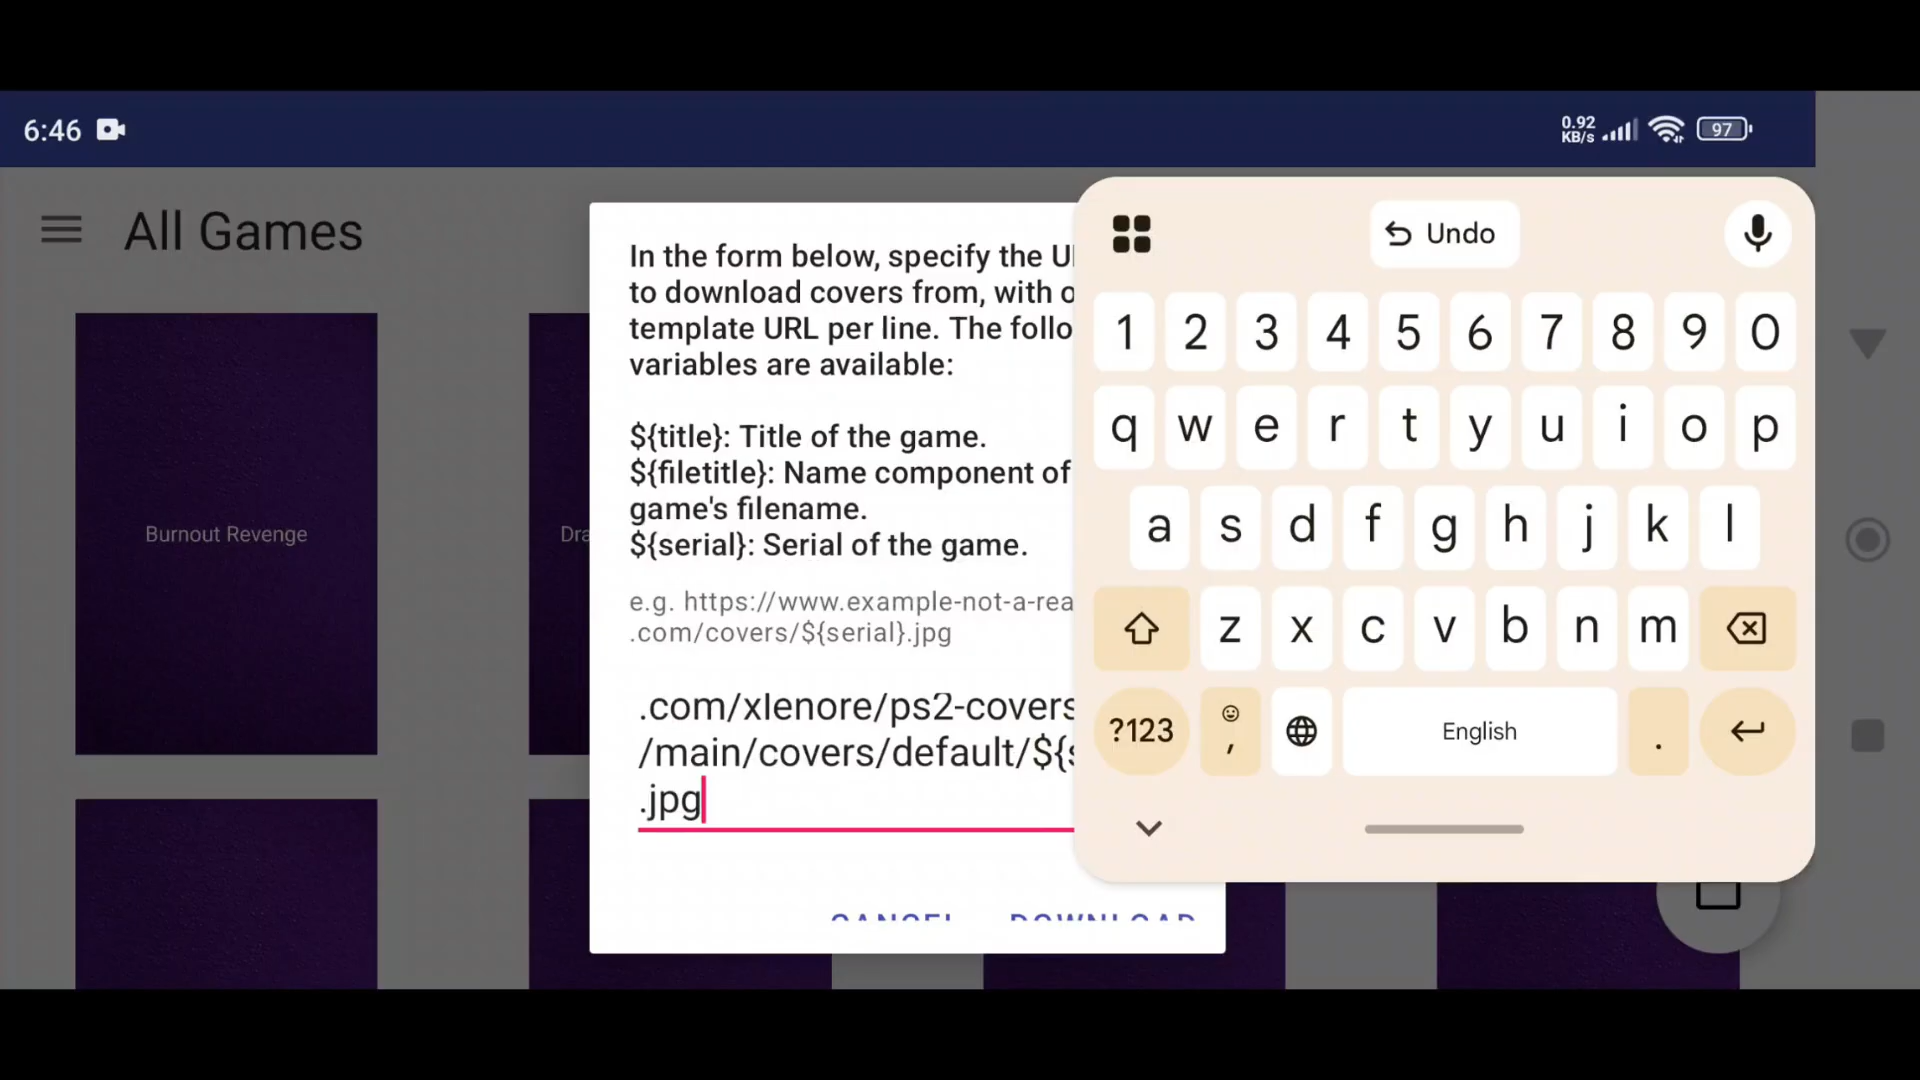 6:46
0.92
KB/s
97
All Games
Burnout Revenge
In the form below, specify the
to download covers from, with
template URL per line. The
variables are available:
${title}: Title of the game.
${filetitle}: Name component of
game's filename.
${serial}: Serial of the game.
e.g. https://www.example-not-a-rea
.com/covers/${serial}.jpg
.com/xlenore/ps2-covers
/main/covers/default/${s
.jpg
CANCEL DOWNLOAD
Undo
1 2 3 4 5 6 7 8 9 0
q w e r t y u i o p
a s d f g h j k l
z x c v b n m
?123 , English .